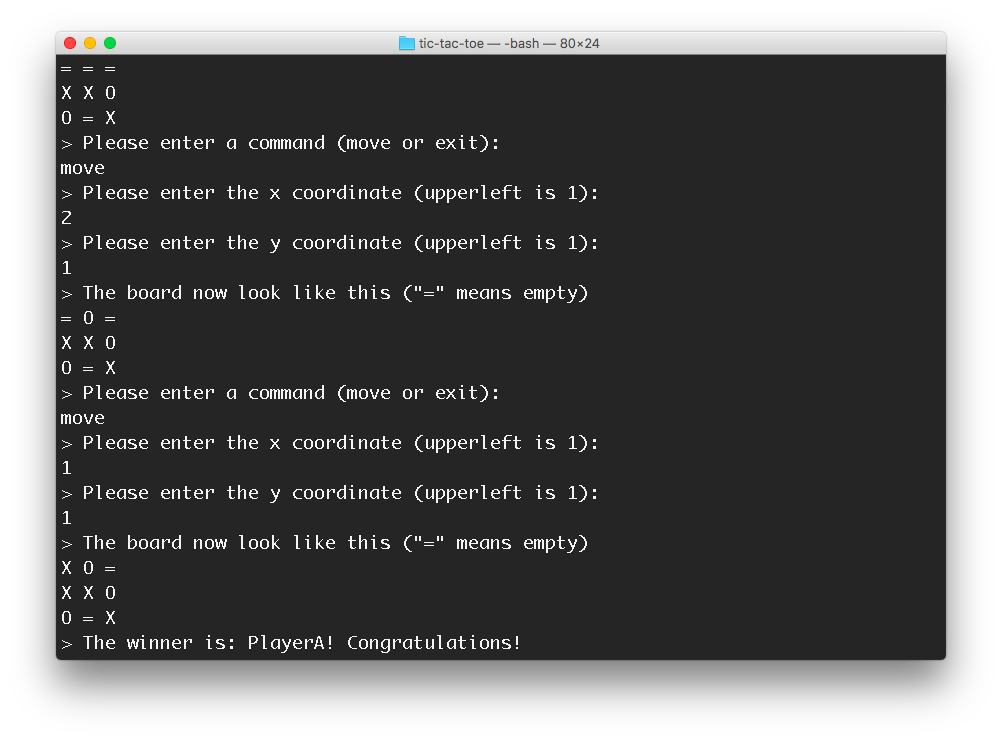 tic-tac-toe — -bash — 80×24
= = =
X X O
O = X
> Please enter a command (move or exit):
move
> Please enter the x coordinate (upperleft is 1):
2
> Please enter the y coordinate (upperleft is 1):
1
> The board now look like this ("=" means empty)
= O =
X X O
O = X
> Please enter a command (move or exit):
move
> Please enter the x coordinate (upperleft is 1):
1
> Please enter the y coordinate (upperleft is 1):
1
> The board now look like this ("=" means empty)
X O =
X X O
O = X
> The winner is: PlayerA! Congratulations!